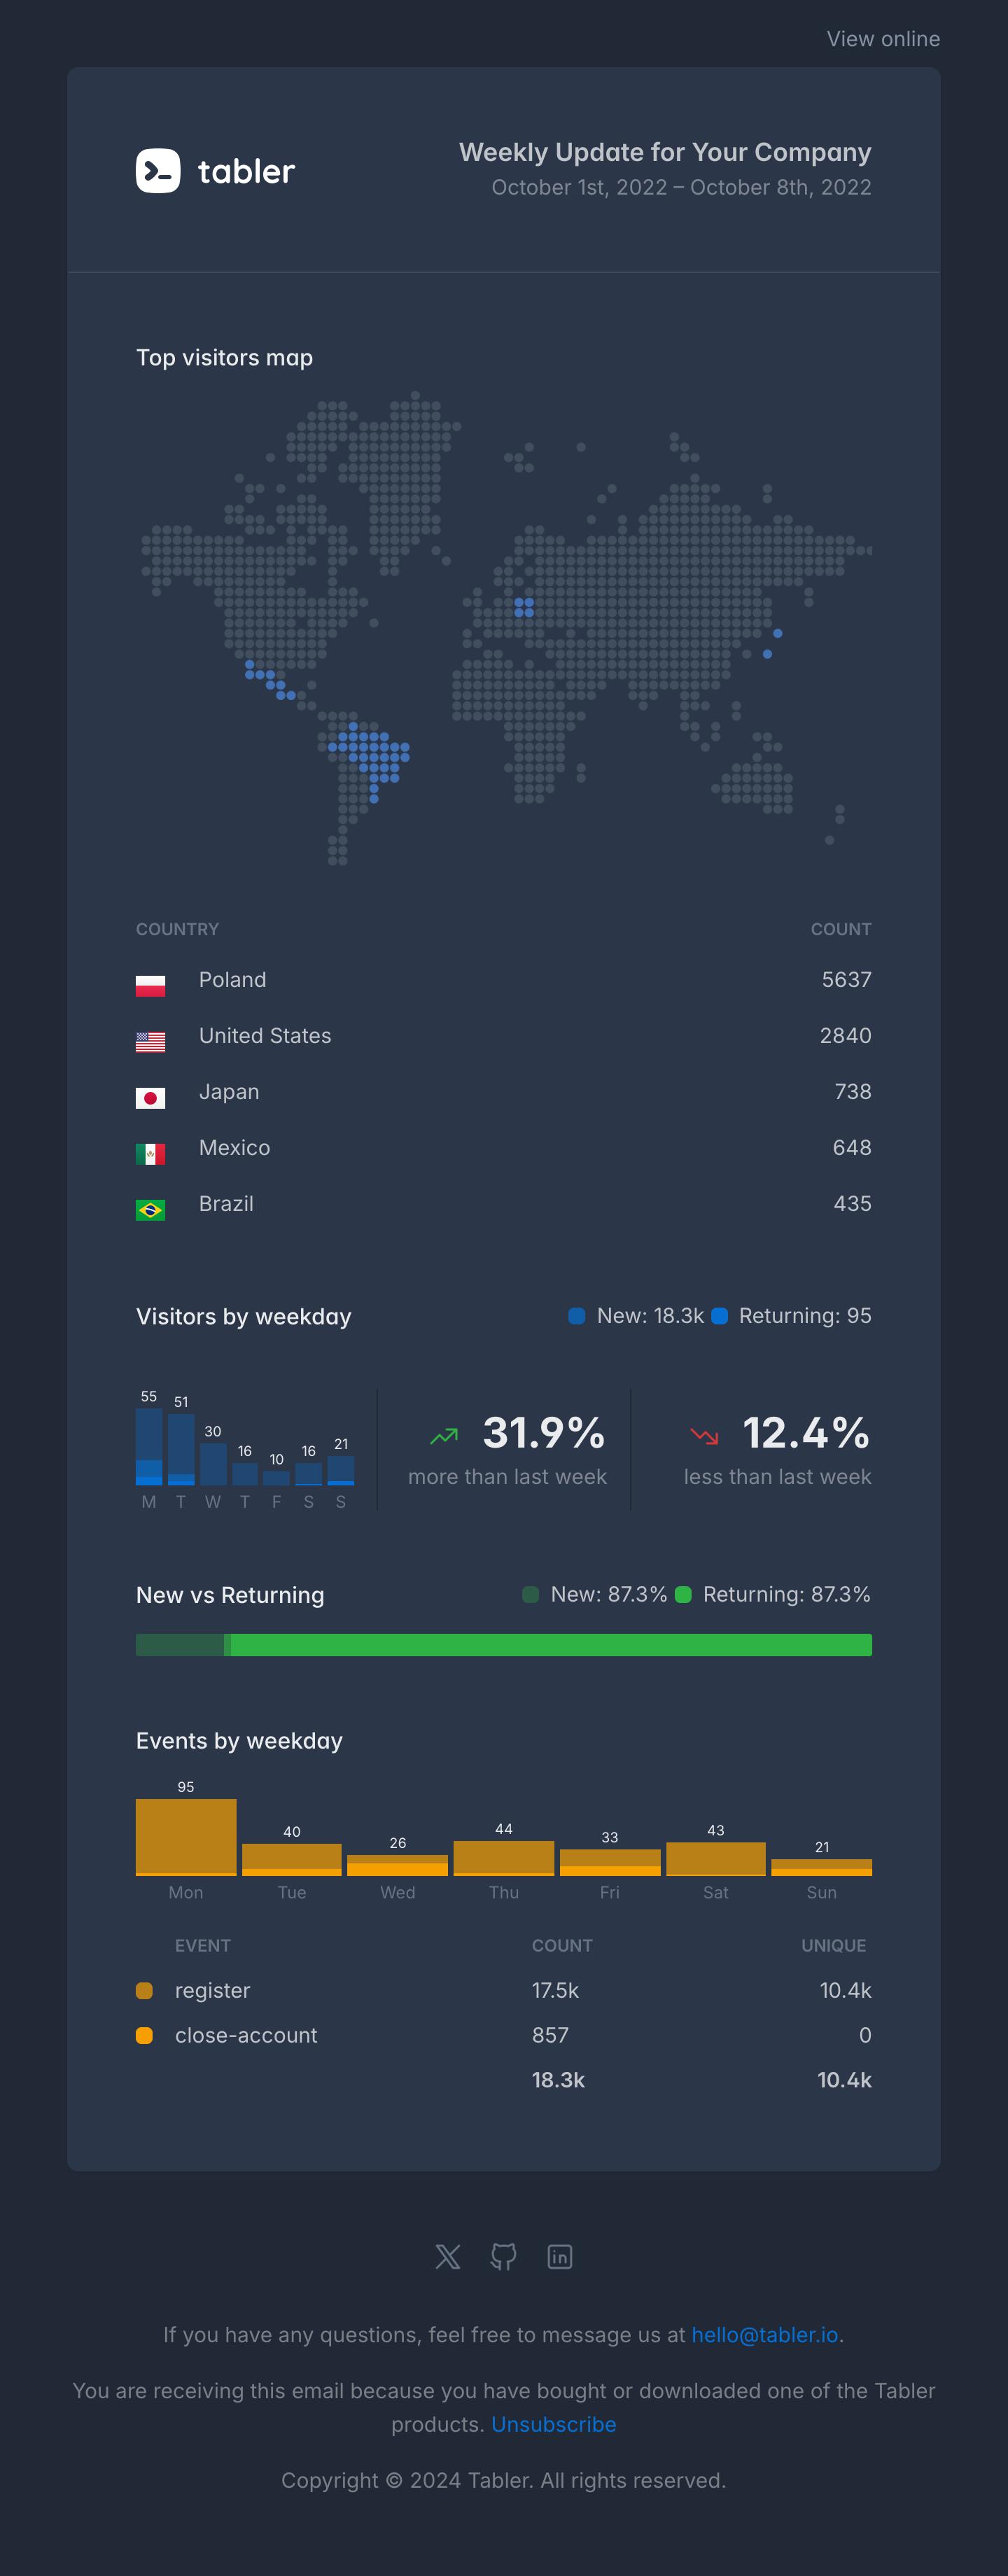 View online
tabler
Weekly Update for Your Company
October 1st, 2022 – October 8th, 2022
Top visitors map
COUNTRY COUNT
Poland 5637
United States 2840
Japan 738
Mexico 648
Brazil 435
Visitors by weekday New: 18.3k Returning: 95
55 51 30 16 10 16 21
M T W T F S S
31.9%
more than last week
12.4%
less than last week
New vs Returning New: 87.3% Returning: 87.3%
Events by weekday
95 40 26 44 33 43 21
Mon Tue Wed Thu Fri Sat Sun
EVENT COUNT UNIQUE
register 17.5k 10.4k
close-account 857 0
18.3k 10.4k
If you have any questions, feel free to message us at hello@tabler.io.
You are receiving this email because you have bought or downloaded one of the Tabler
products. Unsubscribe
Copyright © 2024 Tabler. All rights reserved.